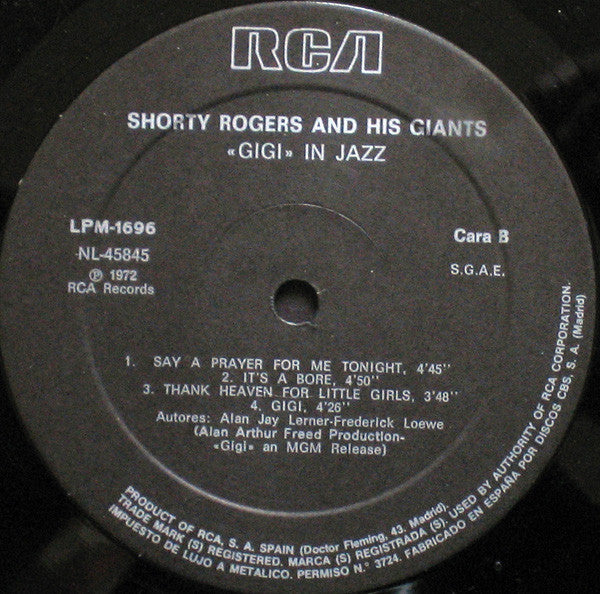 RCA
SHORTY ROGERS AND HIS GIANTS
«GIGI» IN JAZZ
LPM-1696
NL-45845
℗ 1972
RCA Records
Cara B
S.G.A.E.
1. SAY A PRAYER FOR ME TONIGHT, 4'45''
2. IT'S A BORE, 4'50''
3. THANK HEAVEN FOR LITTLE GIRLS, 3'48''
4. GIGI, 4'26''
Autores: Alan Jay Lerner-Frederick Loewe
(Alan Arthur Freed Production-
«Gigi» an MGM Release)
PRODUCT OF RCA, S. A. SPAIN (Doctor Fleming, 43. Madrid).
TRADE MARK (S) REGISTERED. MARCA (S) REGISTRADA (S). USED BY AUTHORITY OF RCA CORPORATION.
IMPUESTO DE LUJO A METALICO. PERMISO N.° 3724. FABRICADO EN ESPAÑA POR DISCOS CBS, S. A. (Madrid)